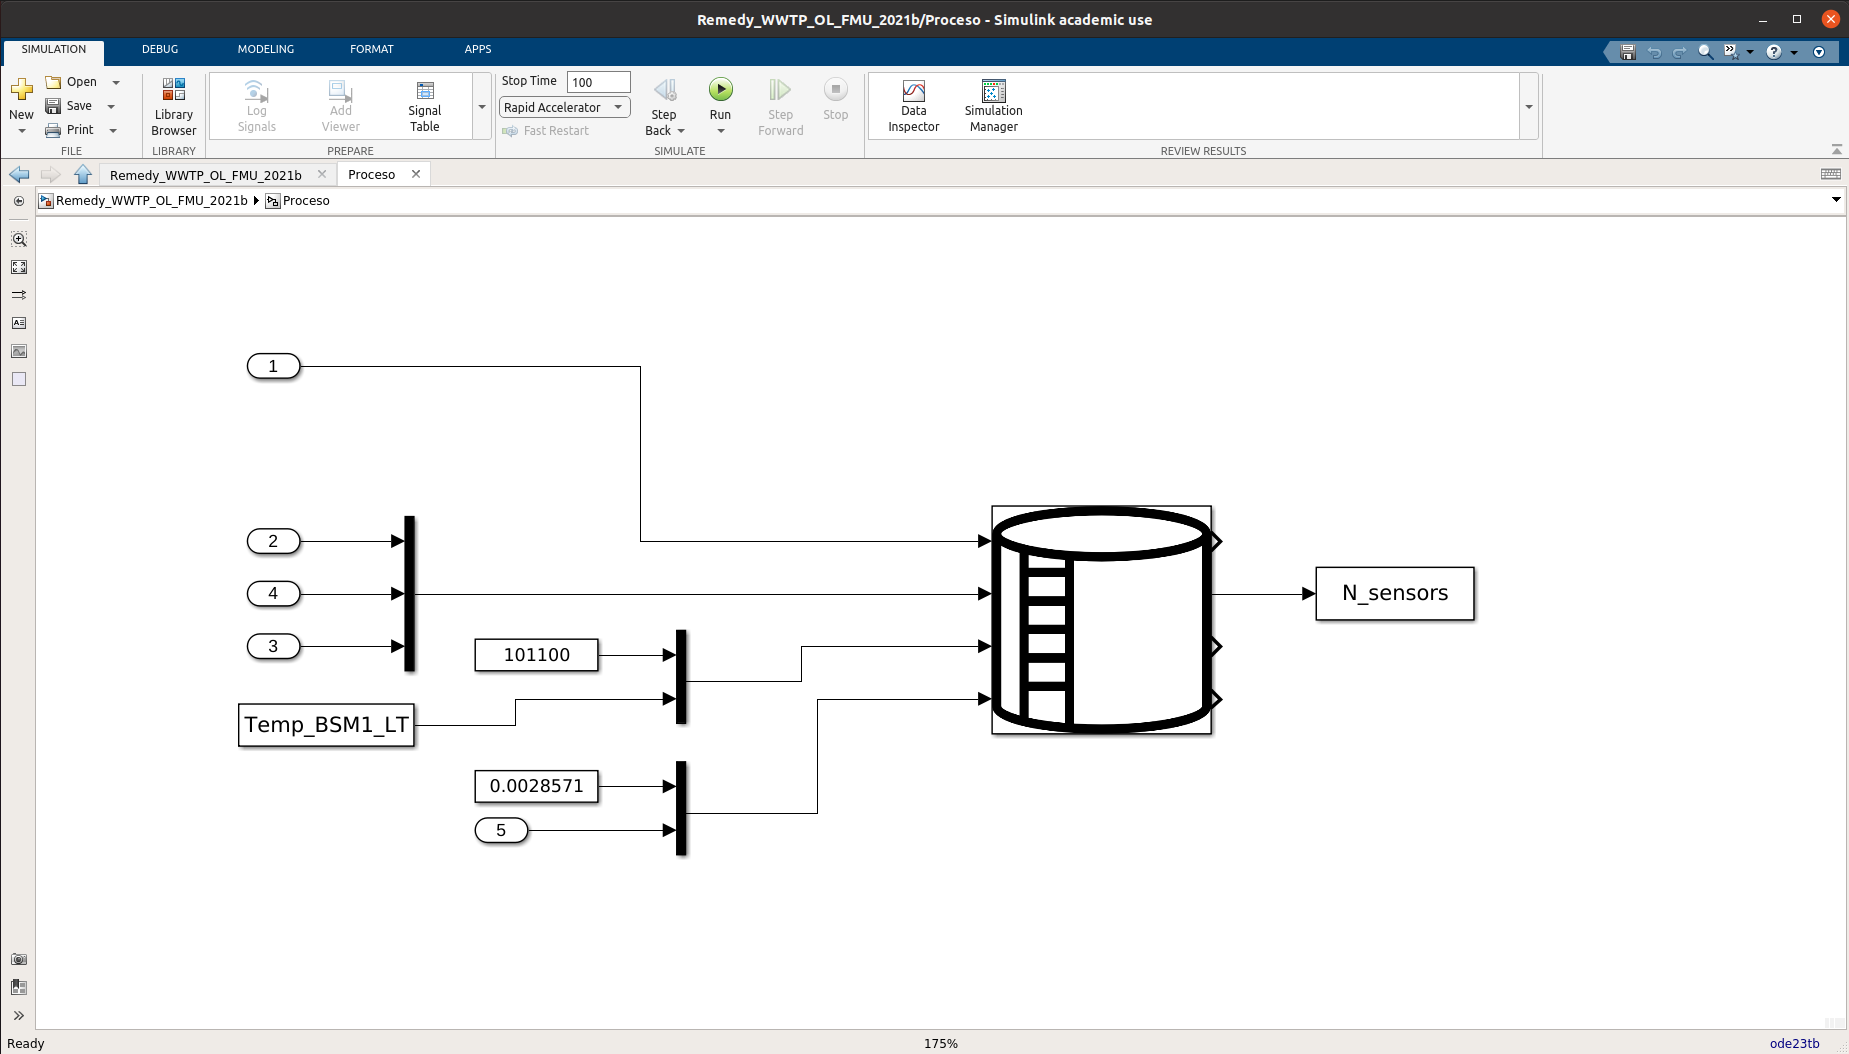 Remedy_WWTP_OL_FMU_2021b/Proceso - Simulink academic use
SIMULATION DEBUG MODELING FORMAT APPS
New
Open
Save
Print
FILE
Library Browser
LIBRARY
Log Signals
Add Viewer
Signal Table
PREPARE
Stop Time 100
Rapid Accelerator
Fast Restart
Step Back
Run
Step Forward
Stop
SIMULATE
Data Inspector
Simulation Manager
REVIEW RESULTS
Remedy_WWTP_OL_FMU_2021b Proceso
Remedy_WWTP_OL_FMU_2021b Proceso
1
2
4
3
Temp_BSM1_LT
101100
0.0028571
5
N_sensors
Ready 175% ode23tb